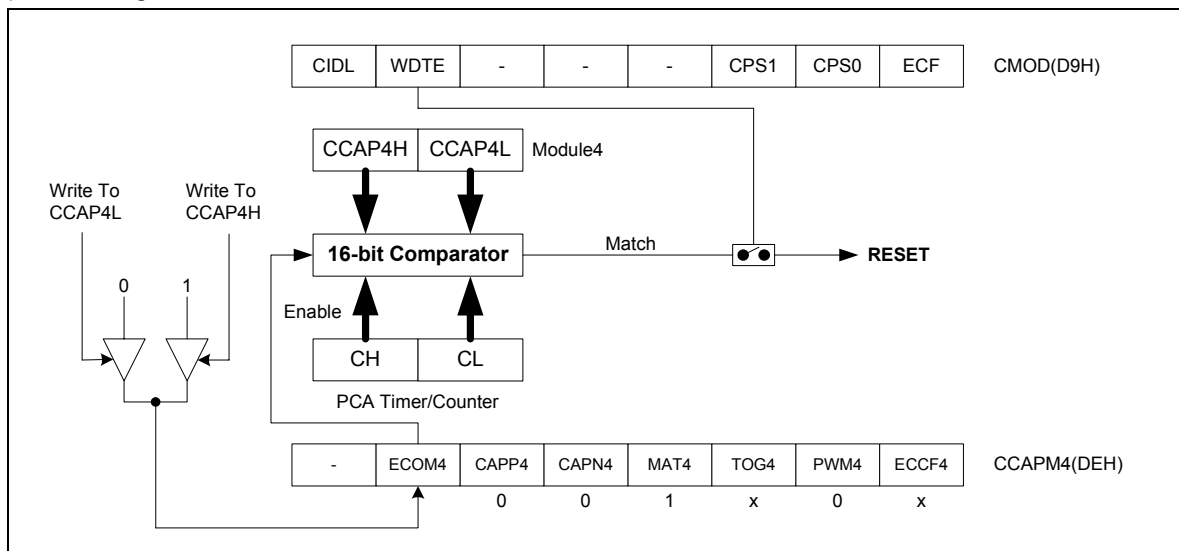 CIDL WDTE - - - CPS1 CPS0 ECF CMOD(D9H)
CCAP4H CCAP4L Module4
Write To
CCAP4L
Write To
CCAP4H
16-bit Comparator
Match
RESET
0 1
Enable
CH CL
PCA Timer/Counter
- ECOM4 CAPP4 CAPN4 MAT4 TOG4 PWM4 ECCF4 CCAPM4(DEH)
0 0 1 x 0 x